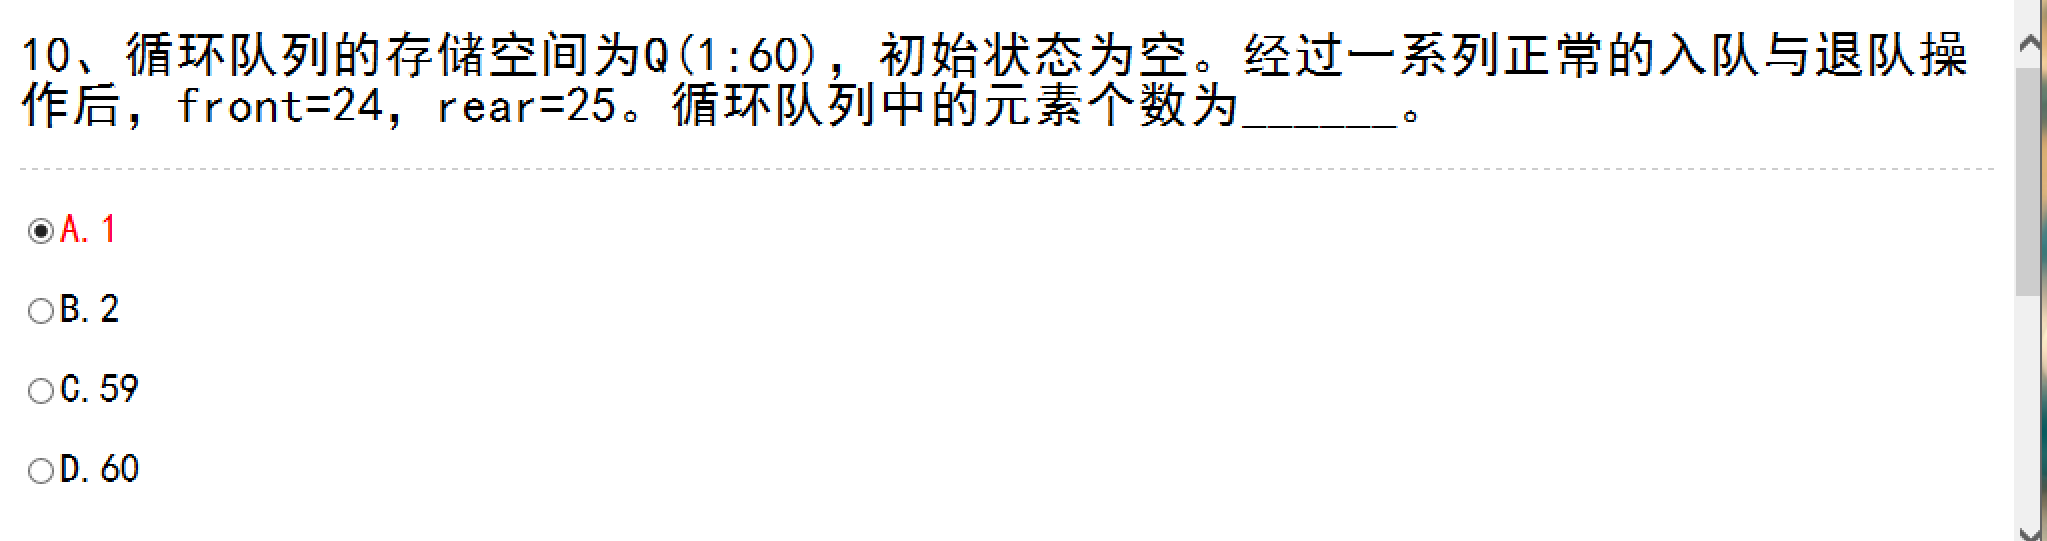 10、循环队列的存储空间为Q(1:60)，初始状态为空。经过一系列正常的入队与退队操
作后，front=24，rear=25。循环队列中的元素个数为______。
A. 1
B. 2
C. 59
D. 60